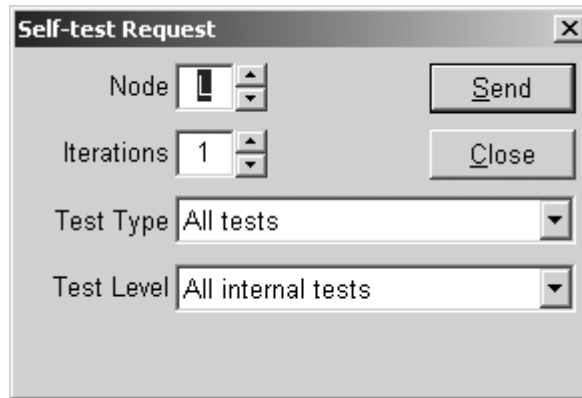 Self-test Request
Node L Send
Iterations 1 Close
Test Type All tests
Test Level All internal tests